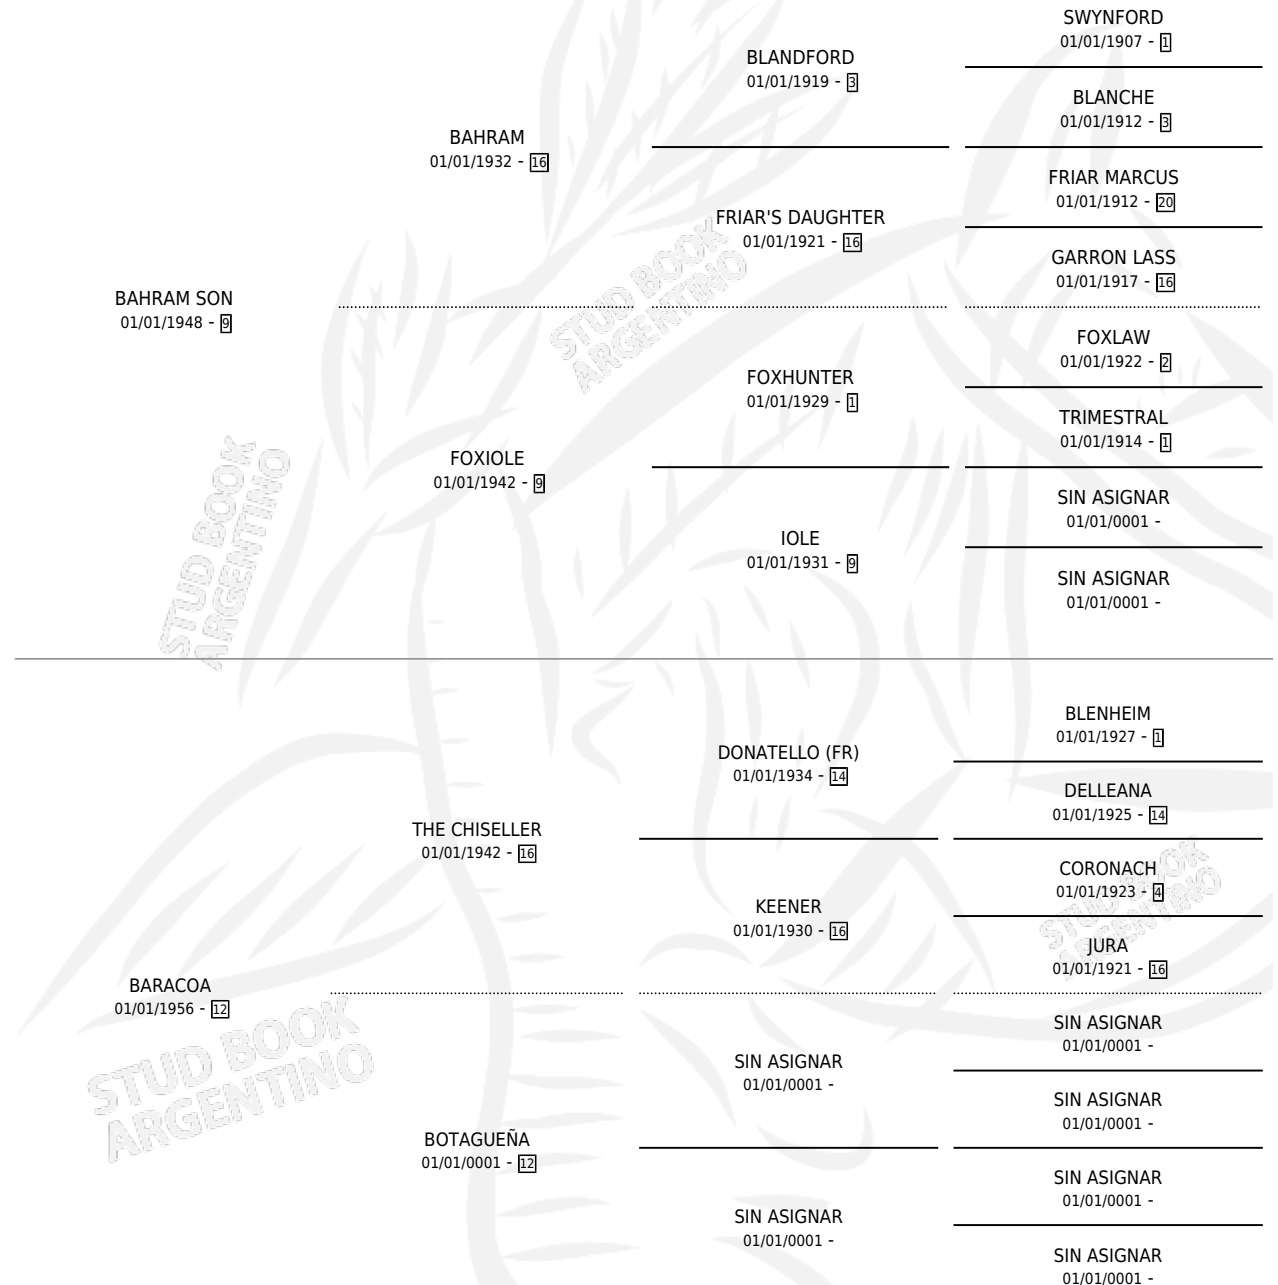 SWYNFORD
01/01/1907 - 1
BLANDFORD
01/01/1919 - 3
BLANCHE
01/01/1912 - 3
BAHRAM
01/01/1932 - 16
FRIAR MARCUS
01/01/1912 - 20
FRIAR'S DAUGHTER
01/01/1921 - 16
GARRON LASS
01/01/1917 - 16
BAHRAM SON
01/01/1948 - 9
STUD BOOK
ARGENTINO
FOXLAW
01/01/1922 - 2
FOXHUNTER
01/01/1929 - 1
TRIMESTRAL
01/01/1914 - 1
FOXIOLE
01/01/1942 - 9
SIN ASIGNAR
01/01/0001 -
IOLE
01/01/1931 - 9
SIN ASIGNAR
01/01/0001 -
STUD BOOK
ARGENTINO
BLENHEIM
01/01/1927 - 1
DONATELLO (FR)
01/01/1934 - 14
DELLEANA
01/01/1925 - 14
THE CHISELLER
01/01/1942 - 16
CORONACH
01/01/1923 - 4
KEENER
01/01/1930 - 16
JURA
01/01/1921 - 16
STUD BOOK
ARGENTINO
BARACOA
01/01/1956 - 12
SIN ASIGNAR
01/01/0001 -
SIN ASIGNAR
01/01/0001 -
SIN ASIGNAR
01/01/0001 -
STUD BOOK
ARGENTINO
BOTAGUEÑA
01/01/0001 - 12
SIN ASIGNAR
01/01/0001 -
SIN ASIGNAR
01/01/0001 -
SIN ASIGNAR
01/01/0001 -